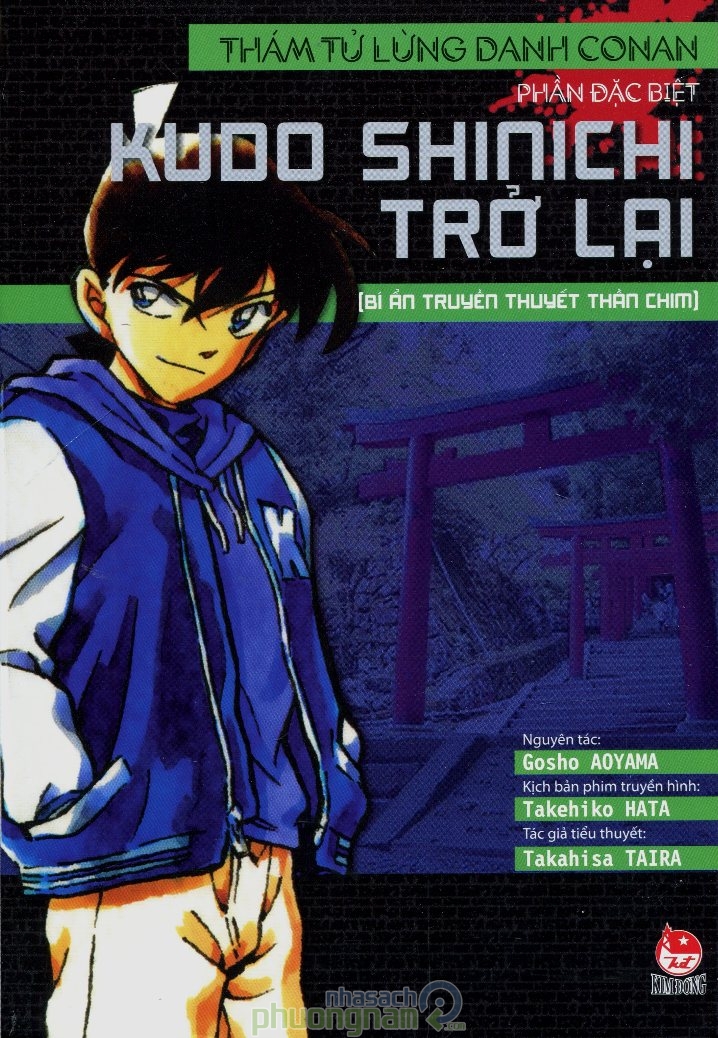 THÁM TỬ LỪNG DANH CONAN
PHẦN ĐẶC BIỆT
KUDO SHINICHI
TRỞ LẠI
[BÍ ẨN TRUYỀN THUYẾT THẦN CHIM]
Nguyên tác:
Gosho AOYAMA
Kịch bản phim truyền hình:
Takehiko HATA
Tác giả tiểu thuyết:
Takahisa TAIRA
Kết
KIM ĐỒNG
nhasach
phuongnam
.com